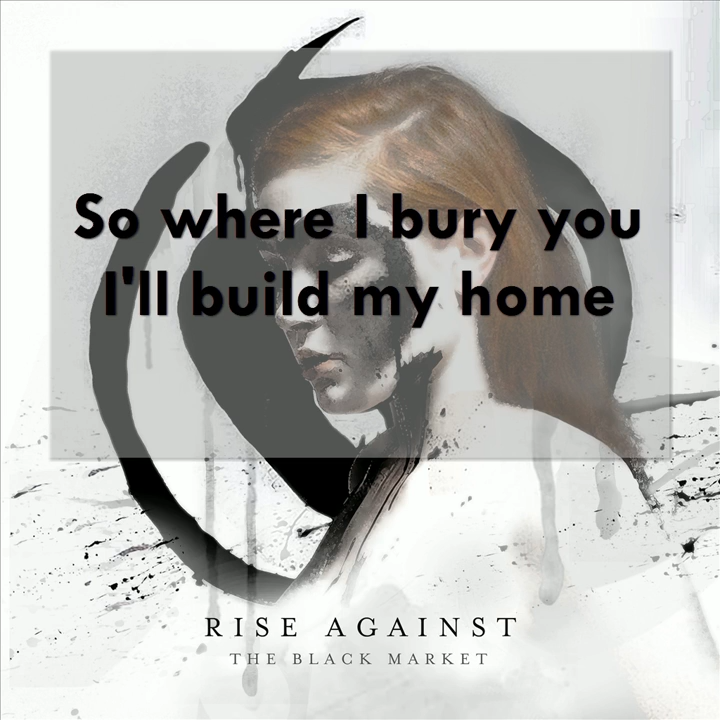 So where I bury you
I'll build my home
RISE AGAINST
THE BLACK MARKET